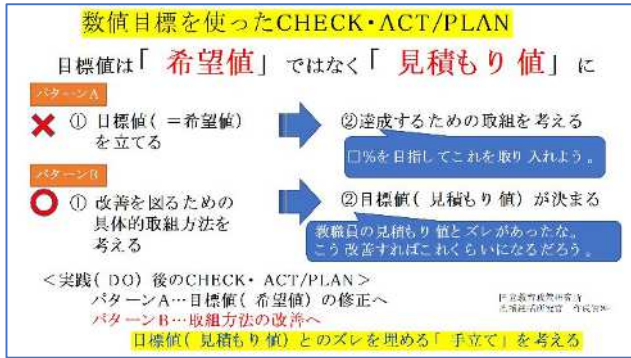 数値目標を使ったCHECK・ACT/PLAN
目標値は「希望値」ではなく「見積もり値」に
パターンA
① 目標値(＝希望値)
を立てる
②達成するための取組を考える
□％を目指してこれを取り入れよう。
パターンB
① 改善を図るための
具体的取組方法を
考える
②目標値(見積もり値)が決まる
教職員の見積もり値とズレがあったな。
こう改善すればこれくらいになるだろう。
＜実践(DO)後のCHECK・ACT/PLAN＞
パターンA…目標値(希望値)の修正へ
パターンB…取組方法の改善へ
国立教育政策研究所
目標値(見積もり値)とのズレを埋める「手立て」を考える